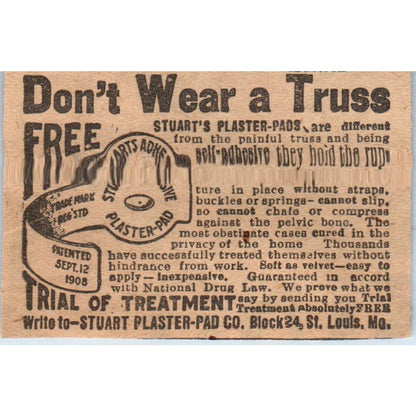 Don't Wear a Truss
FREE
STUART'S PLASTER-PADS are different
from the painful truss and being
self-adhesive they hold the rup-
ture in place without straps,
buckles or springs—cannot slip,
so cannot chafe or compress
against the pelvic bone. The
most obstinate cases cured in the
privacy of the home Thousands
have successfully treated themselves without
hindrance from work. Soft as velvet—easy to
apply—inexpensive. Guaranteed in accord
with National Drug Law. We prove what we
say by sending you Trial
Treatment Absolutely FREE
STUART'S ADHESIVE
PLASTER-PAD
TRADE MARK
REG'STD
PATENTED
SEPT. 12
1908
TRIAL OF TREATMENT
Write to—STUART PLASTER-PAD CO. Block 24, St. Louis, Mo.